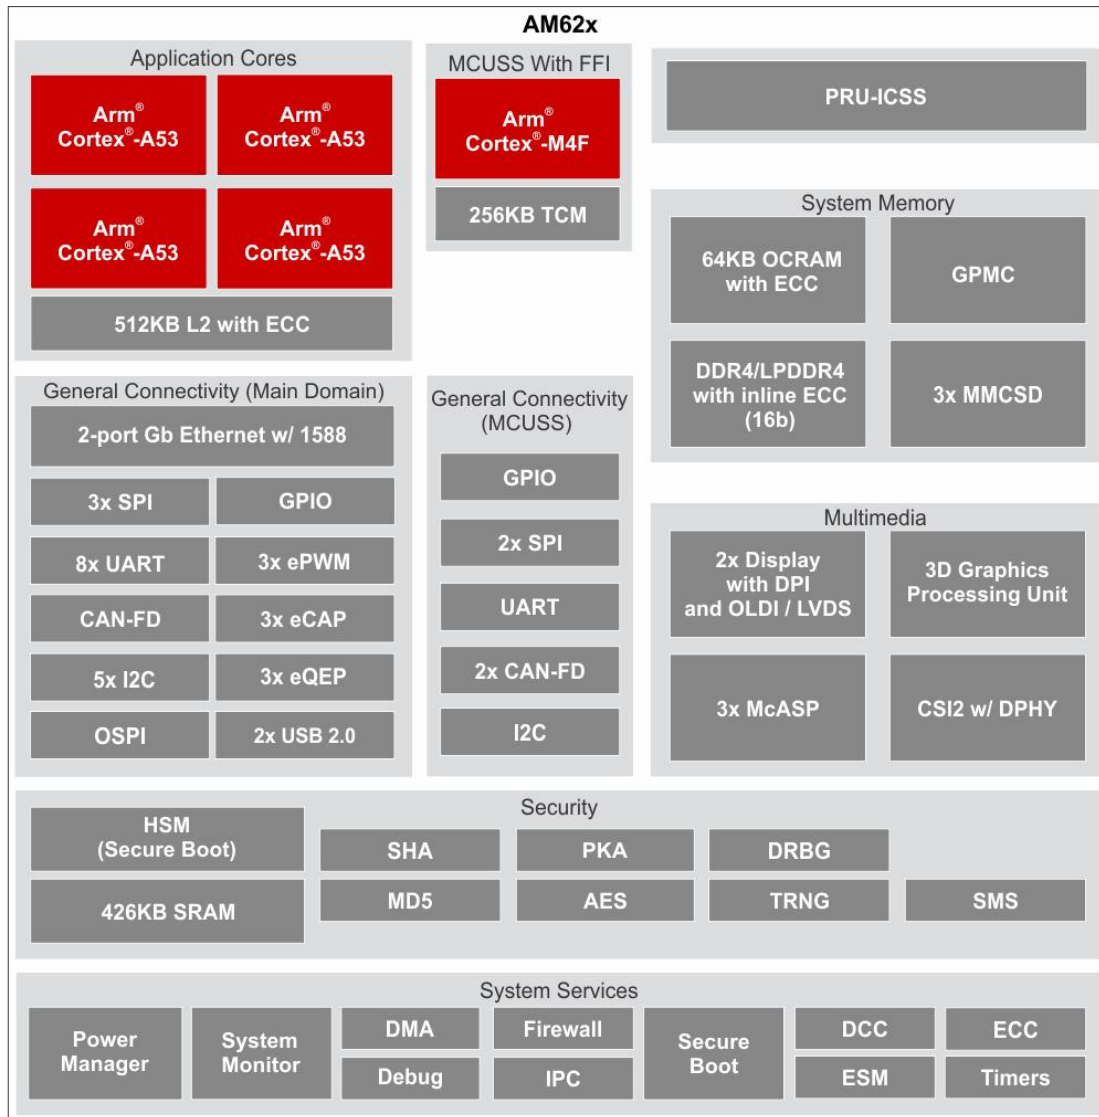 AM62x
Application Cores
Arm®
Cortex®-A53
Arm®
Cortex®-A53
Arm®
Cortex®-A53
Arm®
Cortex®-A53
512KB L2 with ECC
MCUSS With FFI
Arm®
Cortex®-M4F
256KB TCM
PRU-ICSS
System Memory
64KB OCRAM
with ECC
GPMC
DDR4/LPDDR4
with inline ECC
(16b)
3x MMCSD
General Connectivity (Main Domain)
2-port Gb Ethernet w/ 1588
3x SPI
GPIO
8x UART
3x ePWM
CAN-FD
3x eCAP
5x I2C
3x eQEP
OSPI
2x USB 2.0
General Connectivity
(MCUSS)
GPIO
2x SPI
UART
2x CAN-FD
I2C
Multimedia
2x Display
with DPI
and OLDI / LVDS
3D Graphics
Processing Unit
3x McASP
CSI2 w/ DPHY
Security
HSM
(Secure Boot)
SHA
PKA
DRBG
426KB SRAM
MD5
AES
TRNG
SMS
System Services
Power
Manager
System
Monitor
DMA
Debug
Firewall
IPC
Secure
Boot
DCC
ESM
ECC
Timers